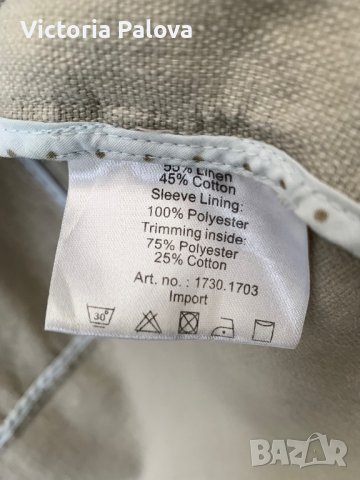 Victoria Palova
55% Linen
45% Cotton
Sleeve Lining:
100% Polyester
Trimming inside:
75% Polyester
25% Cotton
Art. no.: 1730.1703
Import
30°
BAZAR